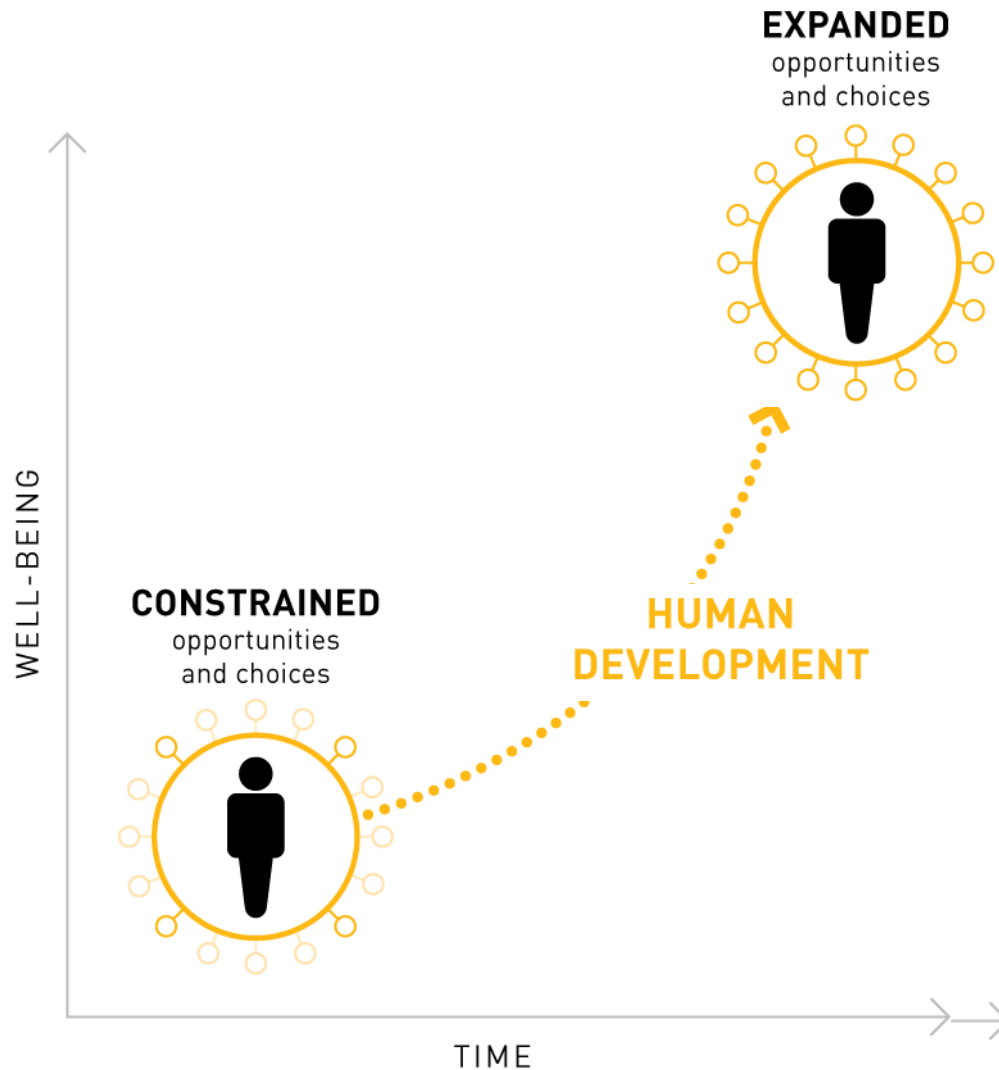 EXPANDED
opportunities
and choices
WELL-BEING
CONSTRAINED
opportunities
and choices
HUMAN
DEVELOPMENT
TIME